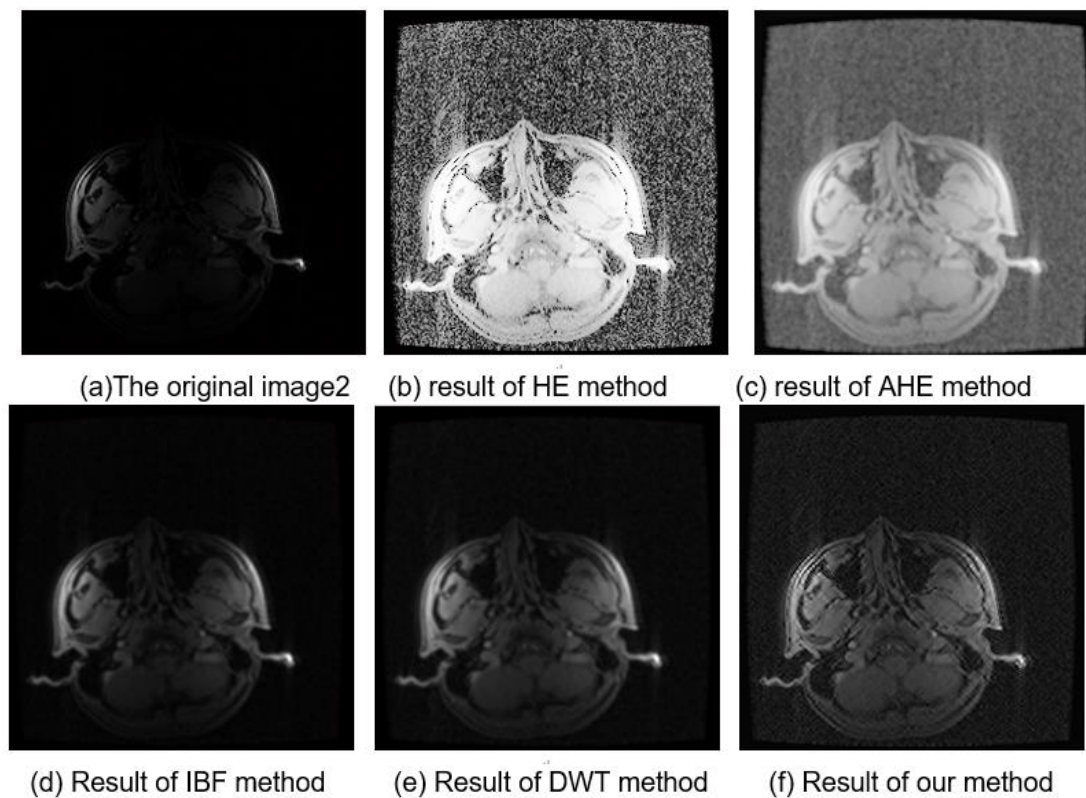 (a)The original image2 (b) result of HE method (c) result of AHE method
(d) Result of IBF method (e) Result of DWT method (f) Result of our method